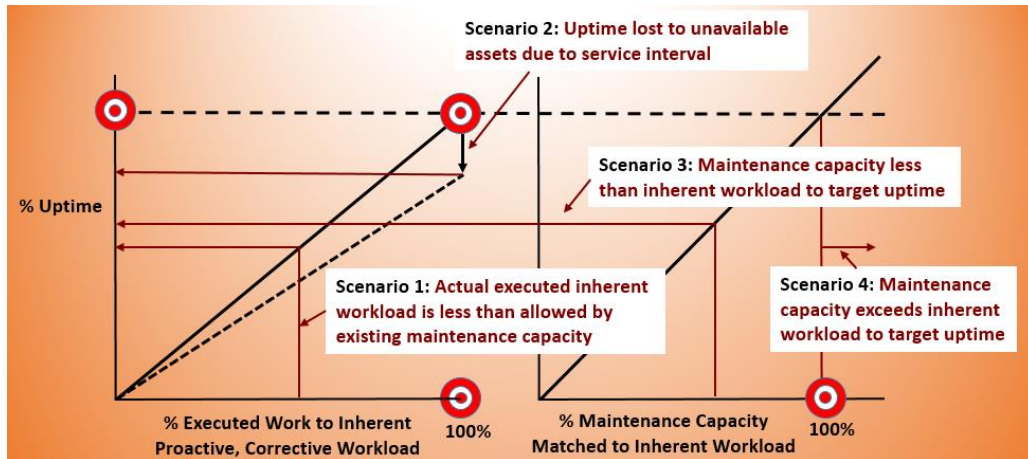 Scenario 2: Uptime lost to unavailable
assets due to service interval
Scenario 3: Maintenance capacity less
than inherent workload to target uptime
% Uptime
Scenario 1: Actual executed inherent
workload is less than allowed by
existing maintenance capacity
Scenario 4: Maintenance
capacity exceeds inherent
workload to target uptime
% Executed Work to Inherent
Proactive, Corrective Workload
100%
% Maintenance Capacity
Matched to Inherent Workload
100%